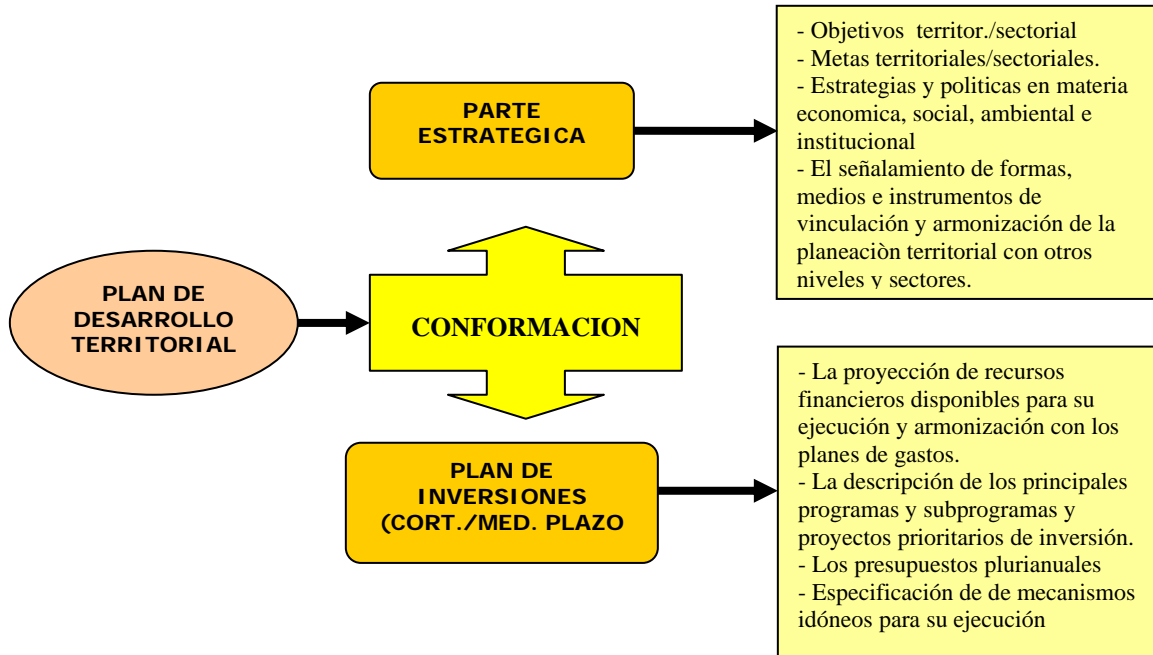 PLAN DE
DESARROLLO
TERRITORIAL
CONFORMACION
PARTE
ESTRATEGICA
- Objetivos territor./sectorial
- Metas territoriales/sectoriales.
- Estrategias y politicas en materia
economica, social, ambiental e
institucional
- El señalamiento de formas,
medios e instrumentos de
vinculación y armonización de la
planeaciòn territorial con otros
niveles y sectores.
PLAN DE
INVERSIONES
(CORT./MED. PLAZO
- La proyección de recursos
financieros disponibles para su
ejecución y armonización con los
planes de gastos.
- La descripción de los principales
programas y subprogramas y
proyectos prioritarios de inversión.
- Los presupuestos plurianuales
- Especificación de de mecanismos
idóneos para su ejecución